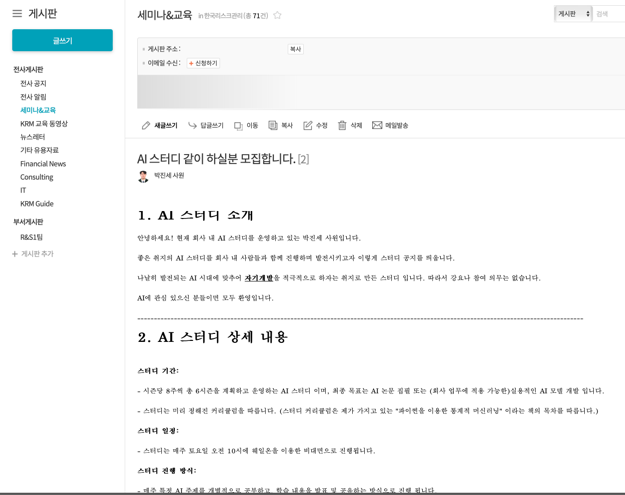 게시판
글쓰기
전사게시판
전사 공지
전사 알림
세미나&교육
KRM 교육 동영상
뉴스레터
기타 유용자료
Financial News
Consulting
IT
KRM Guide
부서게시판
R&S1팀
+ 게시판 추가
세미나&교육 in 한국리스크관리 (총 71건)
게시판 검색
» 게시판 주소 : 복사
» 이메일 수신 : + 신청하기
새글쓰기 답글쓰기 이동 복사 수정 삭제 메일발송
AI 스터디 같이 하실분 모집합니다. [2]
박진세 사원
1. AI 스터디 소개
안녕하세요! 현재 회사 내 AI 스터디를 운영하고 있는 박진세 사원입니다.
좋은 취지의 AI 스터디를 회사 내 사람들과 함께 진행하며 발전시키고자 이렇게 스터디 공지를 띄웁니다.
나날히 발전되는 AI 시대에 맞추어 자기개발을 적극적으로 하자는 취지로 만든 스터디 입니다. 따라서 강요나 참여 의무는 없습니다.
AI에 관심 있으신 분들이면 모두 환영입니다.
2. AI 스터디 상세 내용
스터디 기간:
- 시즌당 8주씩 총 6시즌을 계획하고 운영하는 AI 스터디 이며, 최종 목표는 AI 논문 집필 또는 (회사 업무에 적용 가능한)실용적인 AI 모델 개발 입니다.
- 스터디는 미리 정해진 커리큘럼을 따릅니다. (스터디 커리큘럼은 제가 가지고 있는 "파이썬을 이용한 통계적 머신러닝" 이라는 책의 목차를 따릅니다.)
스터디 일정:
- 스터디는 매주 토요일 오전 10시에 웨일온을 이용한 비대면으로 진행됩니다.
스터디 진행 방식:
- 매주 특정 AI 주제를 개별적으로 공부하고, 학습 내용을 발표 및 공유하는 방식으로 진행 됩니다.